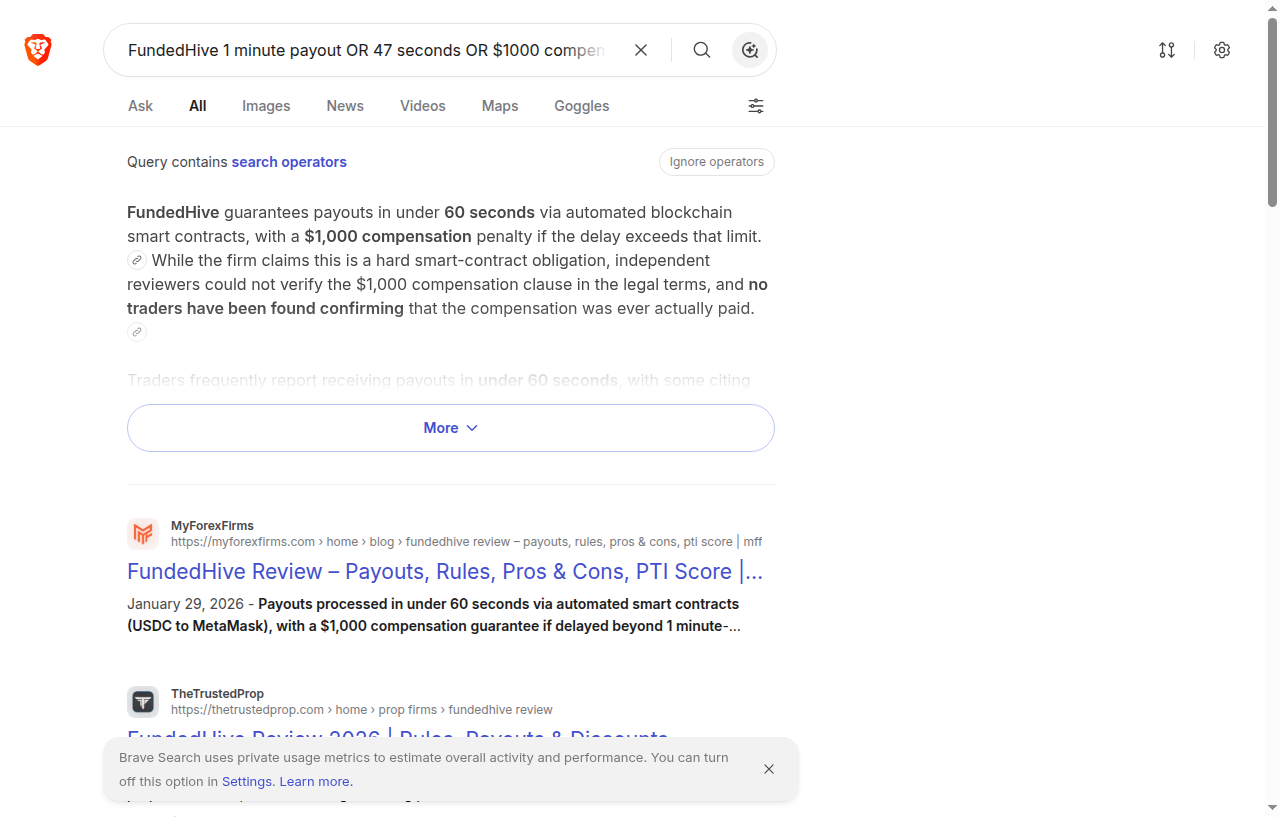 FundedHive 1 minute payout OR 47 seconds OR $1000 compen
Ask
All
Images
News
Videos
Maps
Goggles
Query contains search operators
Ignore operators
FundedHive guarantees payouts in under 60 seconds via automated blockchain
smart contracts, with a $1,000 compensation penalty if the delay exceeds that limit.
While the firm claims this is a hard smart-contract obligation, independent
reviewers could not verify the $1,000 compensation clause in the legal terms, and no
traders have been found confirming that the compensation was ever actually paid.
Traders frequently report receiving payouts in under 60 seconds, with some citing
More
MyForexFirms
https://myforexfirms.com › home › blog › fundedhive review – payouts, rules, pros & cons, pti score | mff
FundedHive Review – Payouts, Rules, Pros & Cons, PTI Score |...
January 29, 2026 - Payouts processed in under 60 seconds via automated smart contracts
(USDC to MetaMask), with a $1,000 compensation guarantee if delayed beyond 1 minute-...
TheTrustedProp
https://thetrustedprop.com › home › prop firms › fundedhive review
FundedHive Review 2026 | Rules, Payouts & Discounts
Brave Search uses private usage metrics to estimate overall activity and performance. You can turn
off this option in Settings. Learn more.